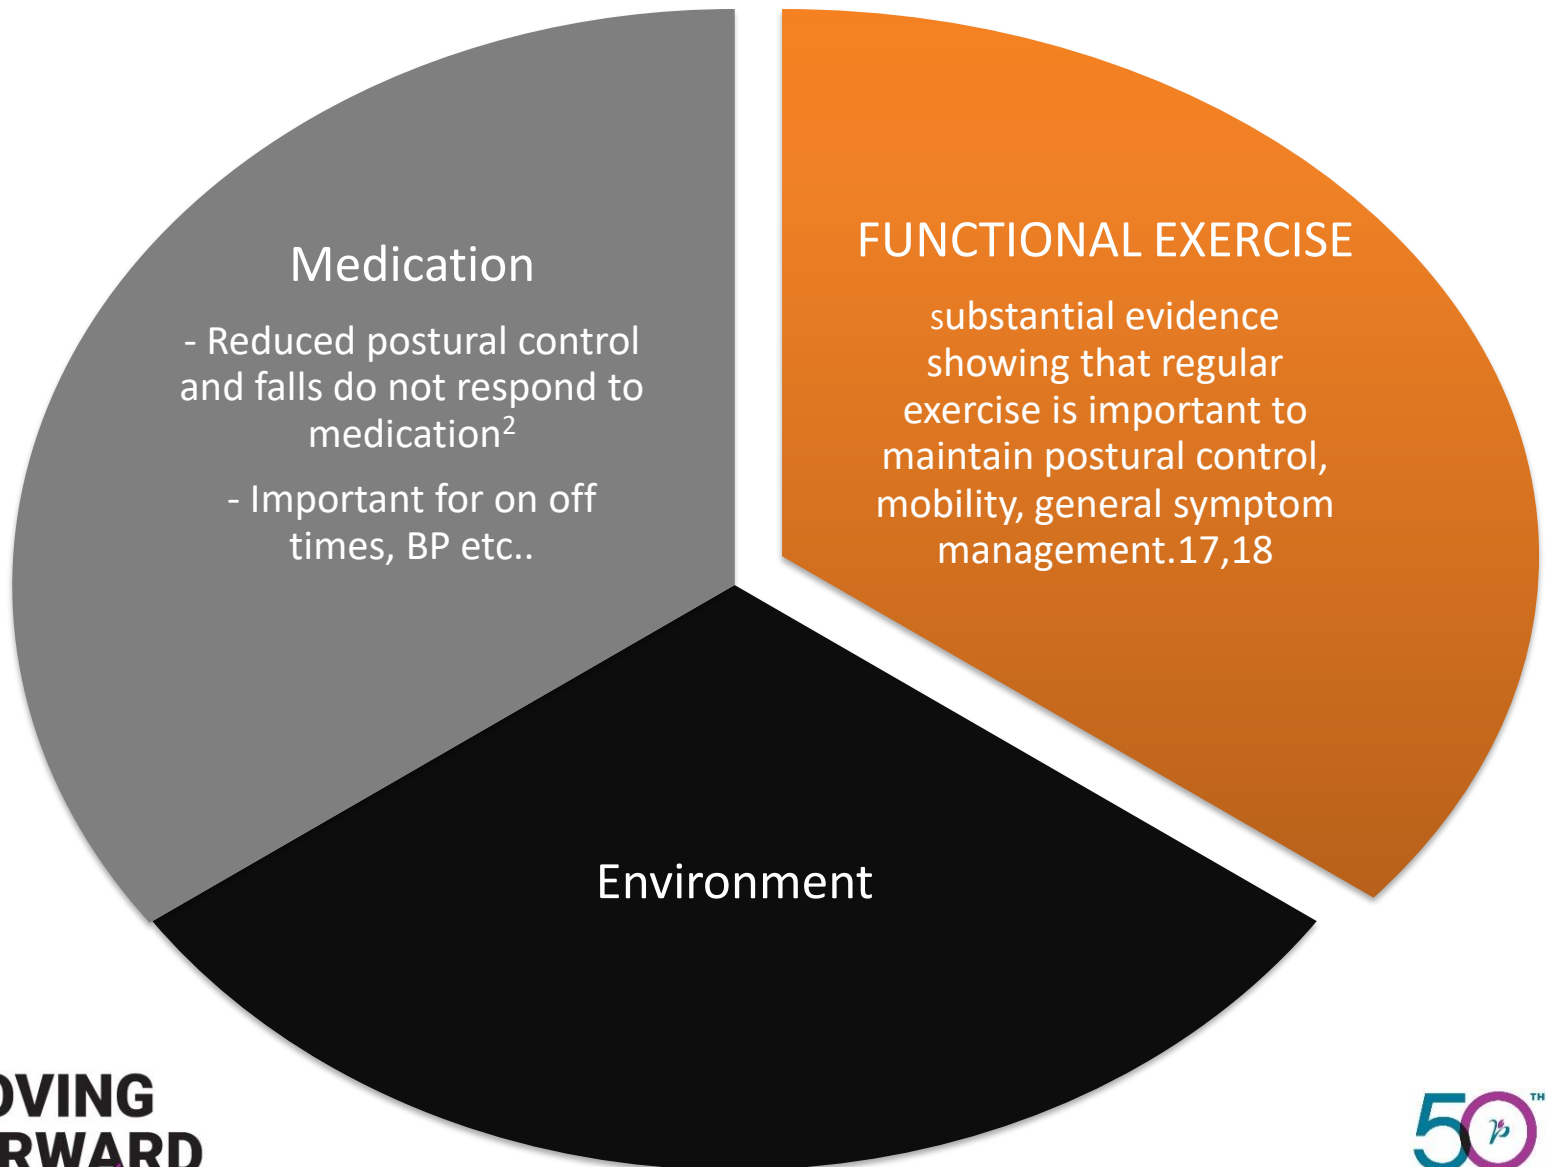 Medication
- Reduced postural control
and falls do not respond to
medication²
- Important for on off
times, BP etc..
FUNCTIONAL EXERCISE
substantial evidence
showing that regular
exercise is important to
maintain postural control,
mobility, general symptom
management.17,18
Environment
OVING
RWARD
50TH